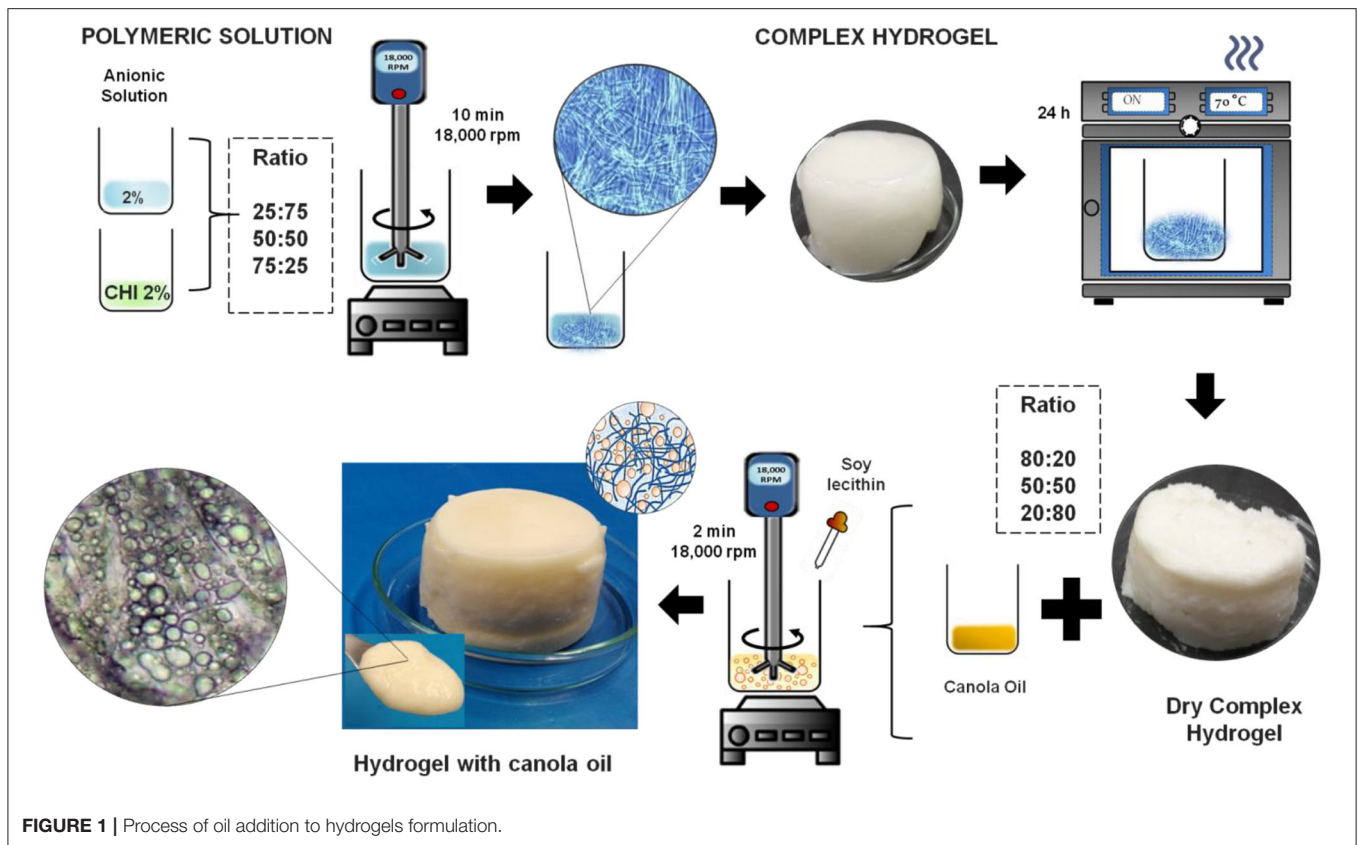 POLYMERIC SOLUTION
COMPLEX HYDROGEL
Anionic
Solution
2%
CHI 2%
Ratio
25:75
50:50
75:25
18,000
RPM
10 min
18,000 rpm
24 h
ON
70°C
Ratio
80:20
50:50
20:80
Dry Complex
Hydrogel
Canola Oil
Soy
lecithin
18,000
RPM
2 min
18,000 rpm
Hydrogel with canola oil
FIGURE 1 | Process of oil addition to hydrogels formulation.